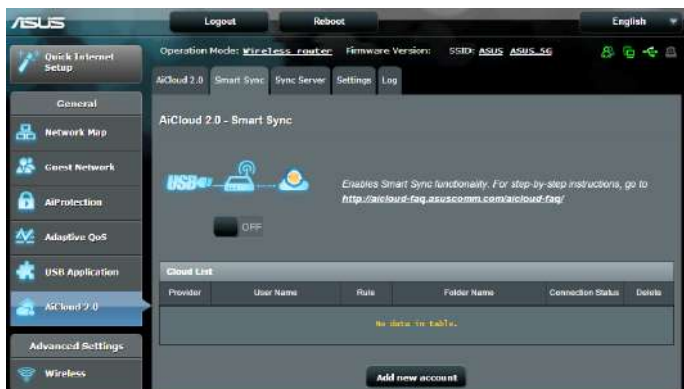 ASUS
Logout
Reboot
English
Quick Internet
Setup
Operation Mode: Wireless router Firmware Version: SSID: ASUS ASUS_5G
AiCloud 2.0
Smart Sync
Sync Server
Settings
Log
General
Network Map
Guest Network
AiProtection
Adaptive QoS
USB Application
AiCloud 2.0
Advanced Settings
Wireless
AiCloud 2.0 - Smart Sync
USB
Enables Smart Sync functionality. For step-by-step instructions, go to
http://aicloud-faq.asuscomm.com/aicloud-faq/
OFF
Cloud List
Provider User Name Rule Folder Name Connection Status Delete
No data in table.
Add new account